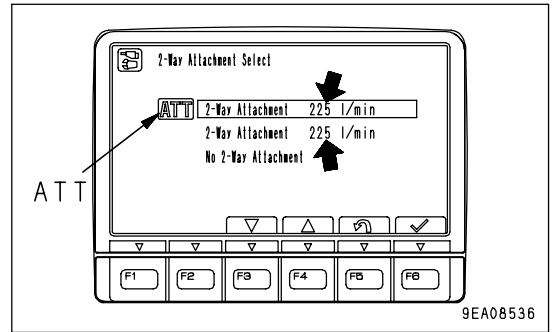 2-Way Attachment Select
ATT 2-Way Attachment 225 l/min
2-Way Attachment 225 l/min
No 2-Way Attachment
ATT
F1 F2 F3 F4 F5 F6
9EA08536